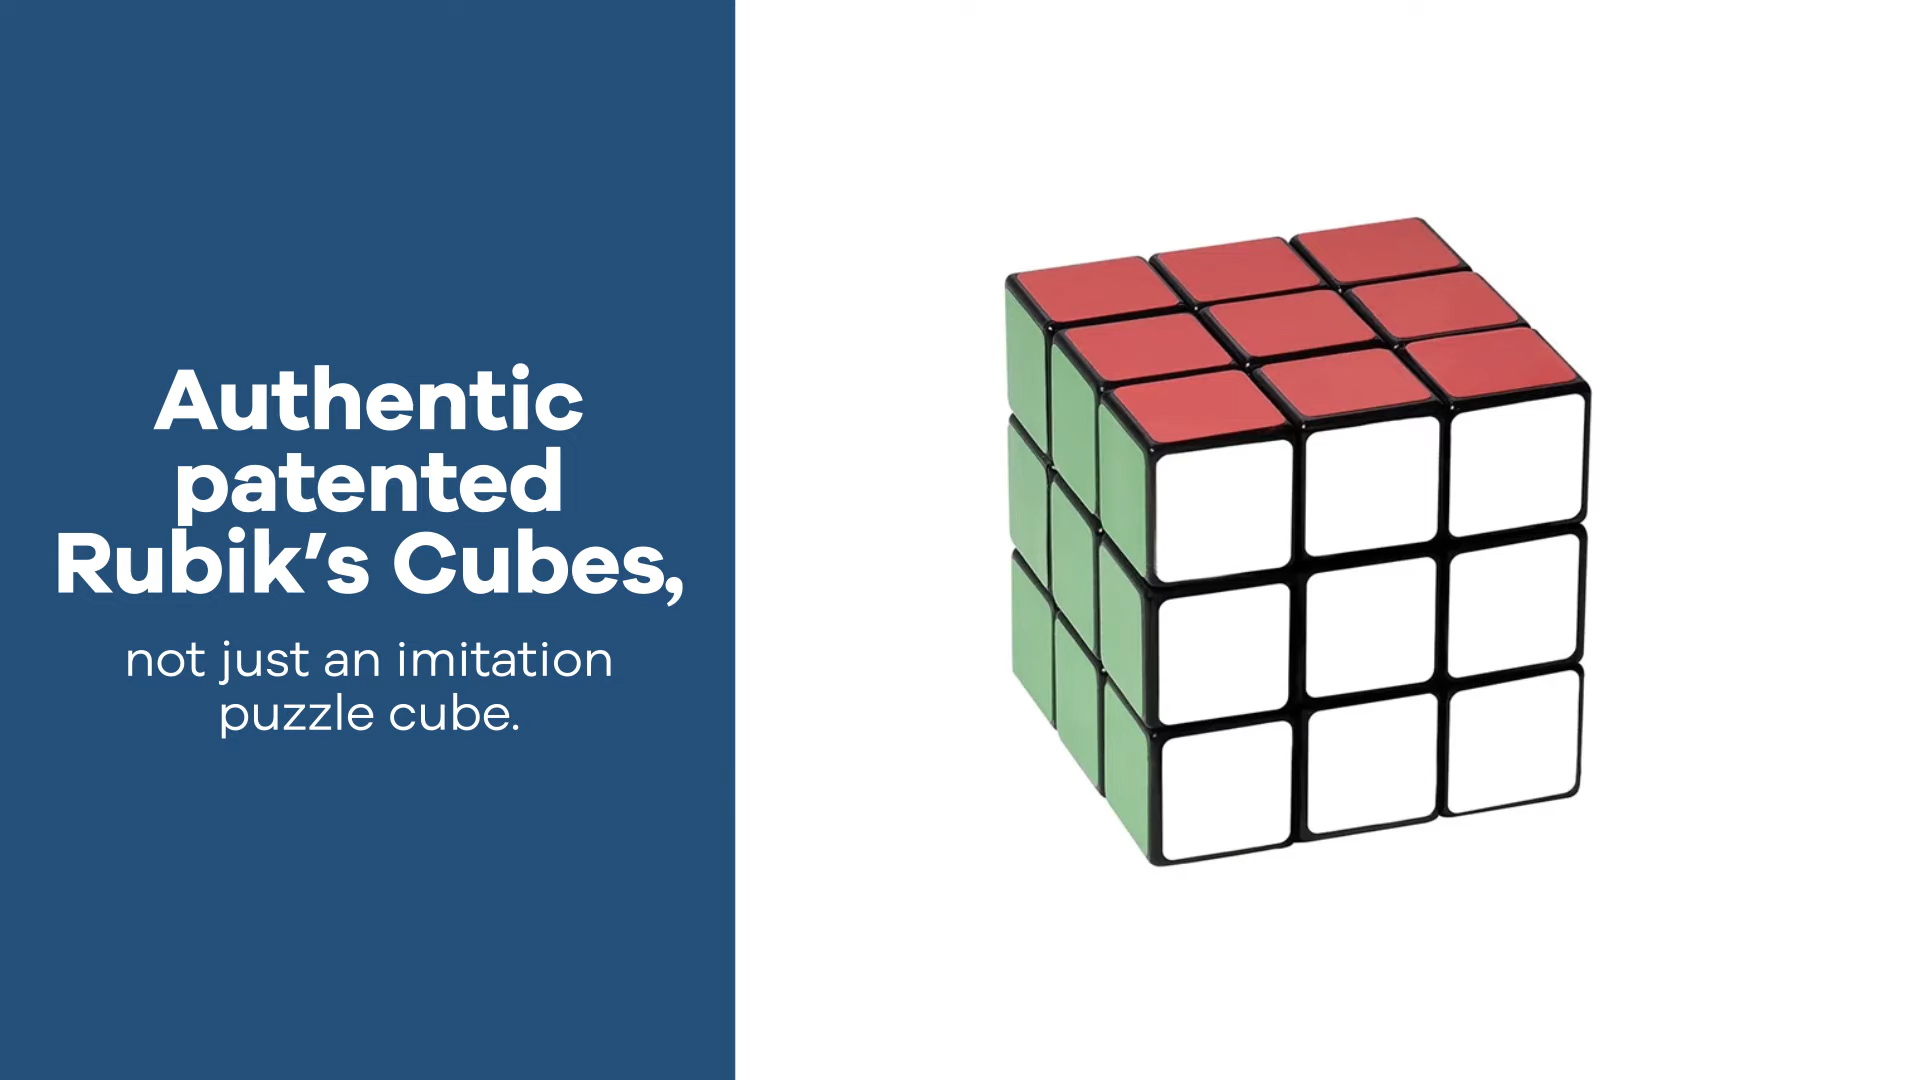 Authentic
patented
Rubik’s Cubes,
not just an imitation
puzzle cube.